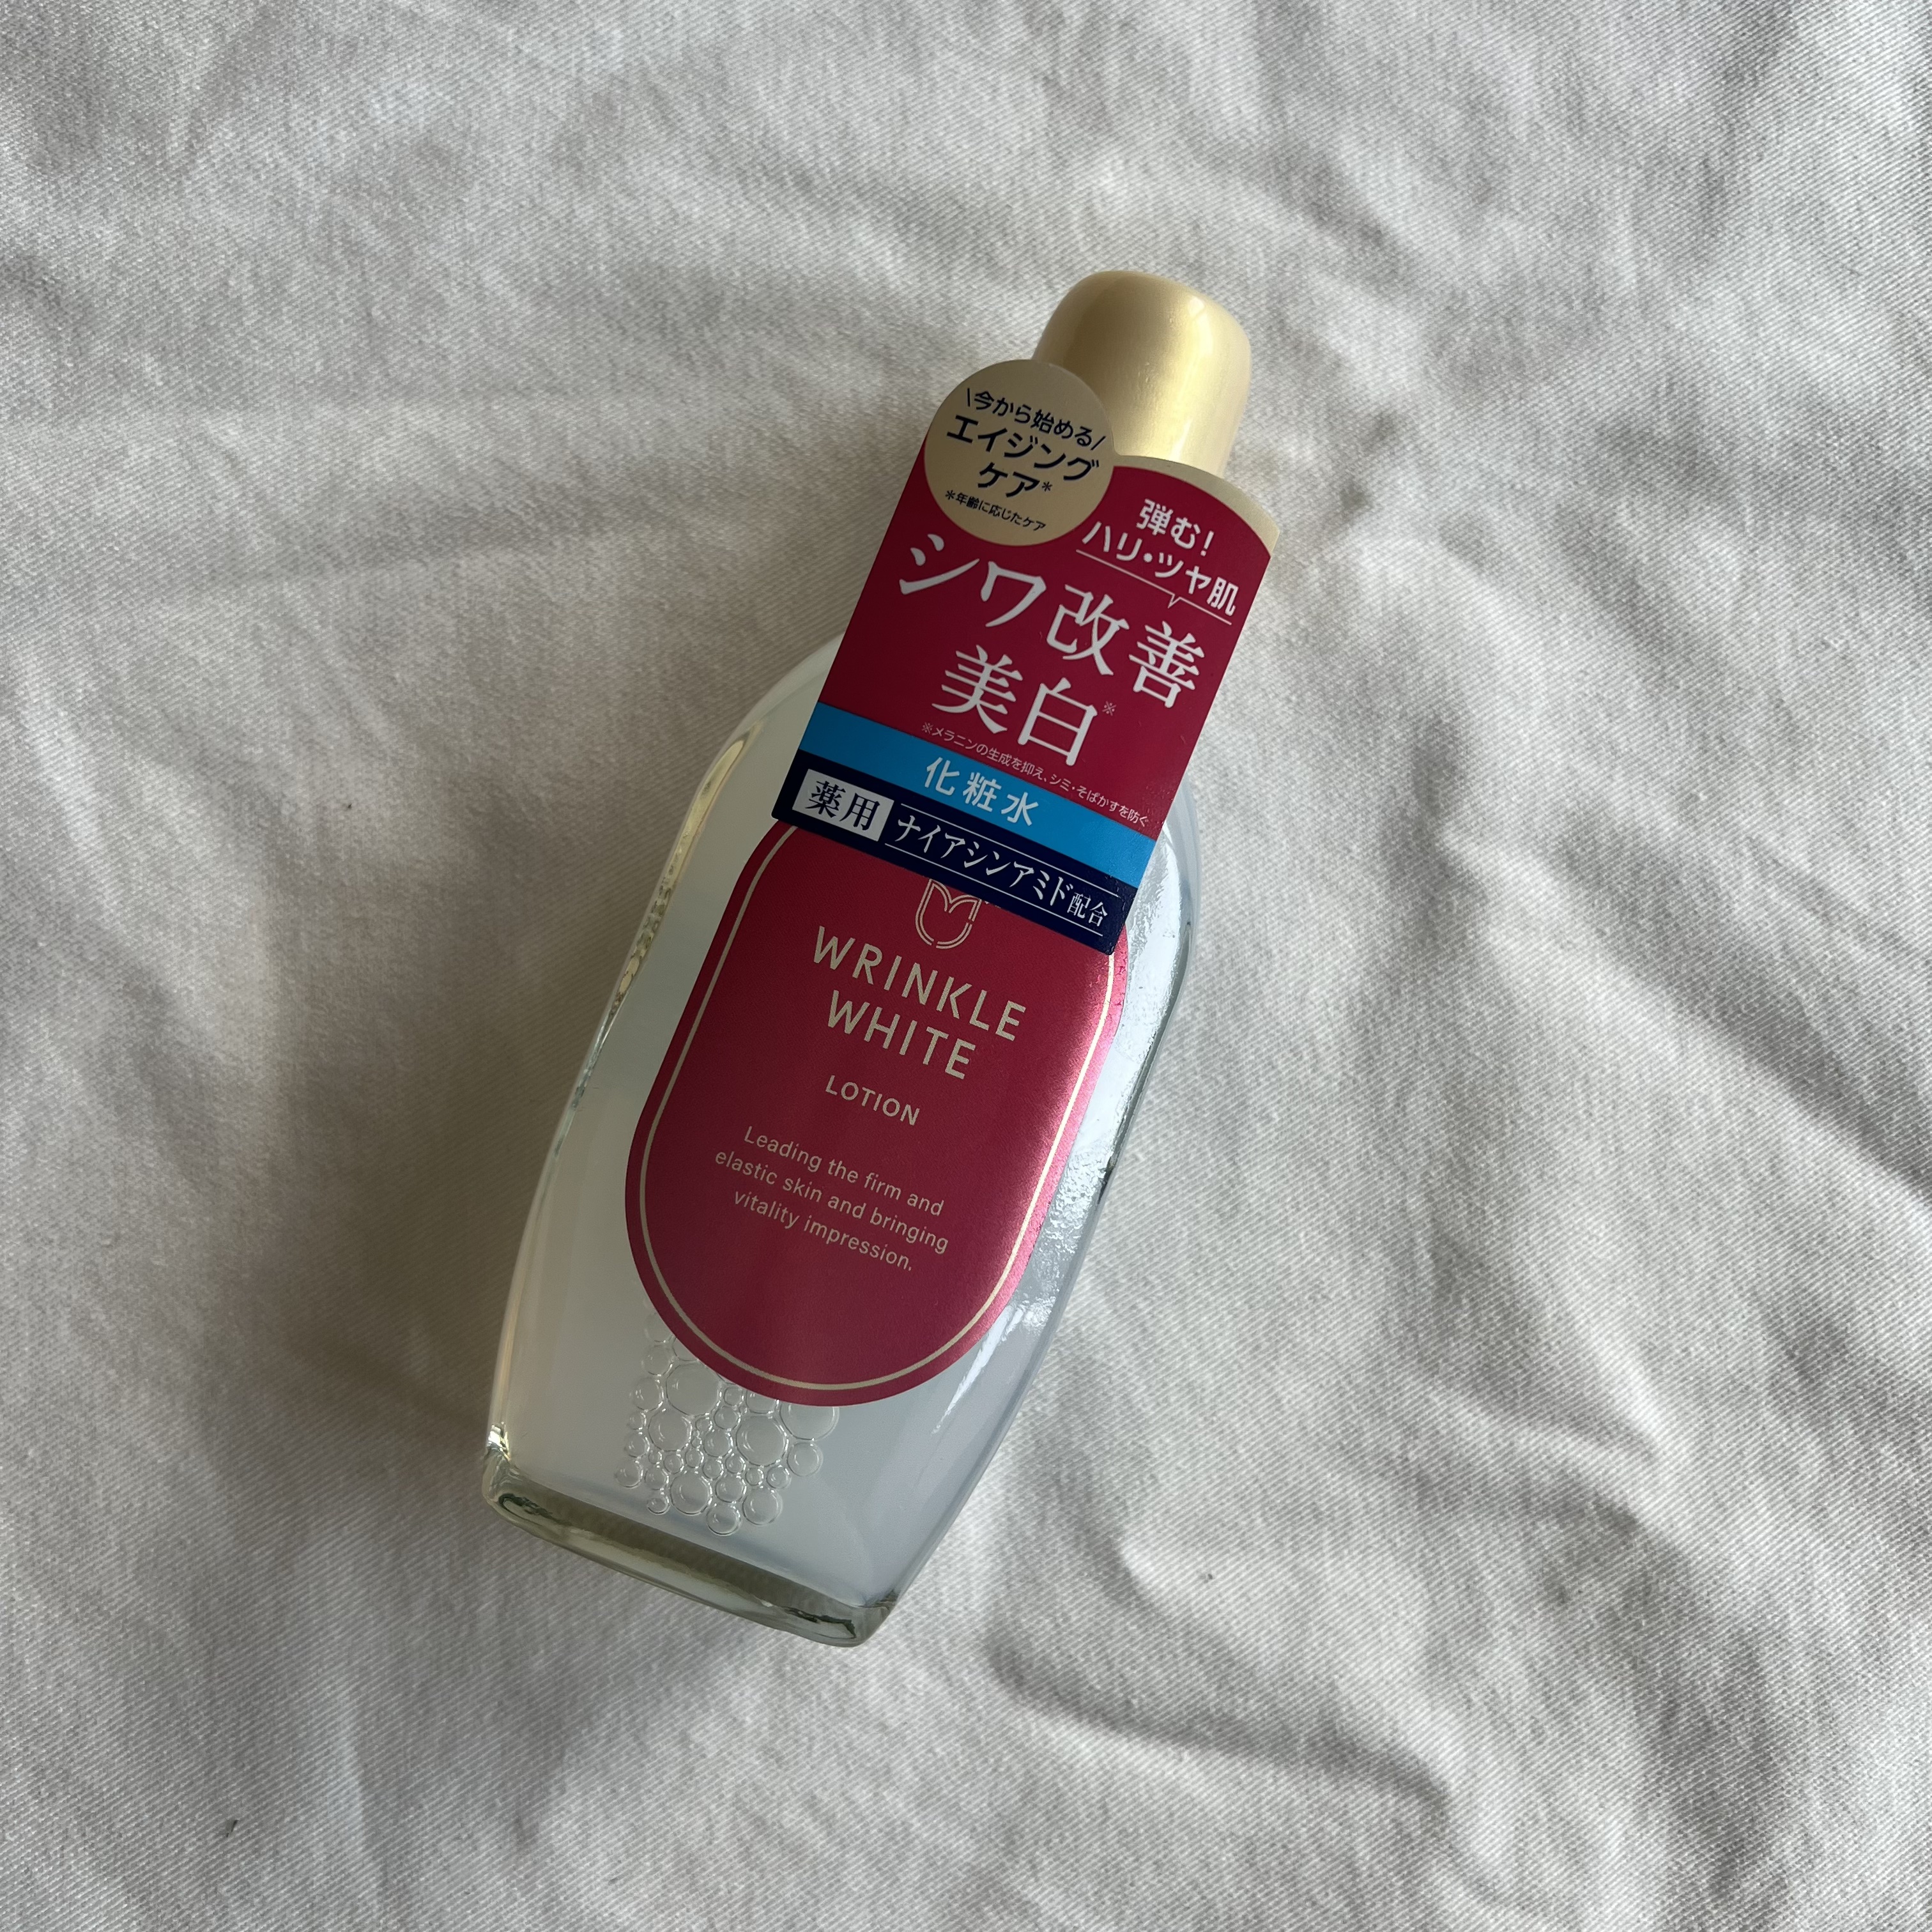 \今から始める/
エイジング
ケア*
*年齢に応じたケア
弾む!
ハリ・ツヤ肌
シワ改善
美白※
※メラニンの生成を抑え、シミ・そばかすを防ぐ
化粧水
薬用 ナイアシンアミド配合
WRINKLE
WHITE
LOTION
Leading the firm and
elastic skin and bringing
vitality impression.